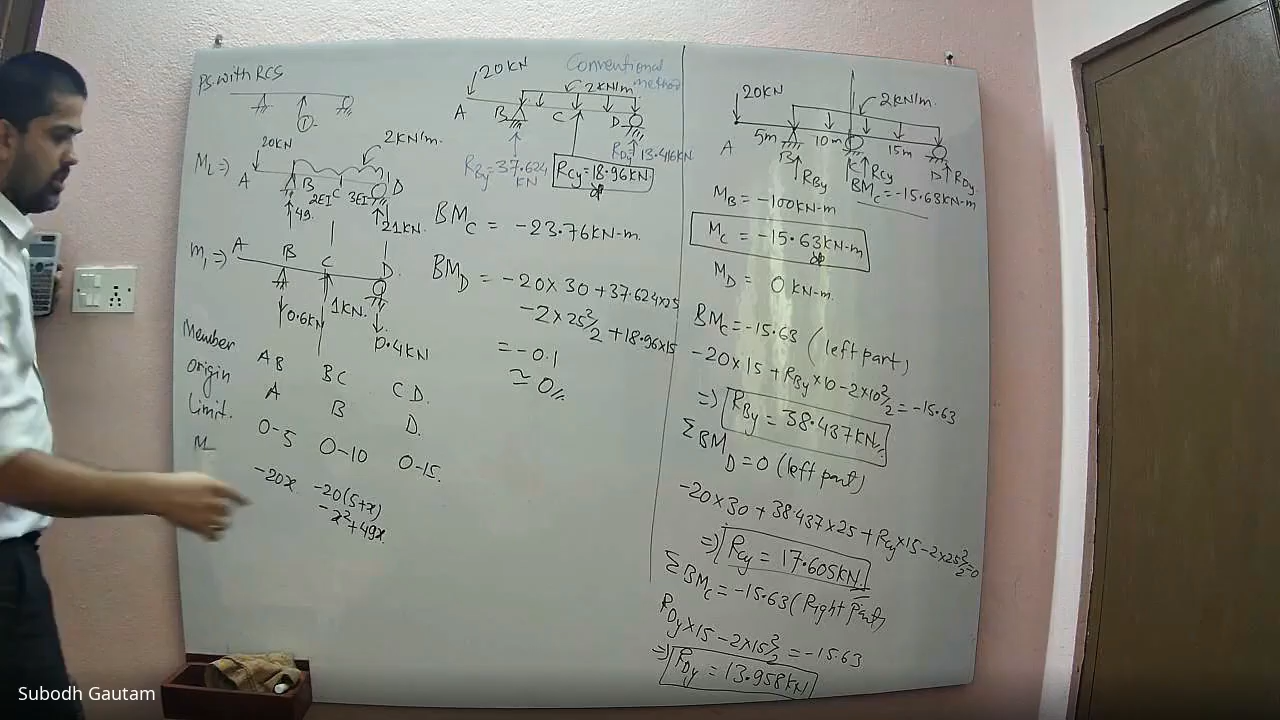 PS with RCS
1
20KN
2KN/m.
ML=>
A
B
2EI
C
3EI
D
49.
21KN.
m1=>
A
B
C
D.
0.6KN
1KN.
0.4KN
Member
AB
BC
CD.
origin
A
B
D.
limit.
0-5
0-10
0-15.
M
-20x.
-20(5+x)
-x²+49x.
Conventional
method
20KN
2KN/m
A
B
C
D
RBy=37.624
KN
RCy=18.96KN
RDy=13.416KN
BMC = -23.76KN-m.
BMD = -20×30+37.624×25
-2×25²/2+18.96×15
= -0.1
≃ 0//
20KN
2KN/m.
A
5m
B
10m
C
15m
D
RBy
RCy
RDy
BMC=-15.63KN-m
MB=-100KN-m
MC = -15.63KN-m
MD = 0KN-m.
BMC=-15.63 (left part)
-20×15+RBy×10-2×10²/2=-15.63
=> RBy = 38.437KN
ΣBMD=0 (left part)
-20×30+38.437×25+RCy×15-2×25²/2=0
=> RCy = 17.605KN
ΣBMC=-15.63(Right Part)
RDy×15-2×15²/2=-15.63
=> RDy = 13.958KN
Subodh Gautam